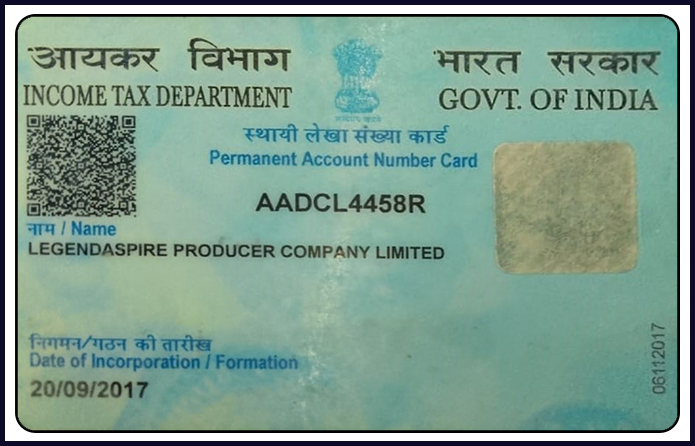 आयकर विभाग
INCOME TAX DEPARTMENT
भारत सरकार
GOVT. OF INDIA
स्थायी लेखा संख्या कार्ड
Permanent Account Number Card
AADCL4458R
नाम / Name
LEGENDASPIRE PRODUCER COMPANY LIMITED
निगमन/गठन की तारीख
Date of Incorporation / Formation
20/09/2017
06112017